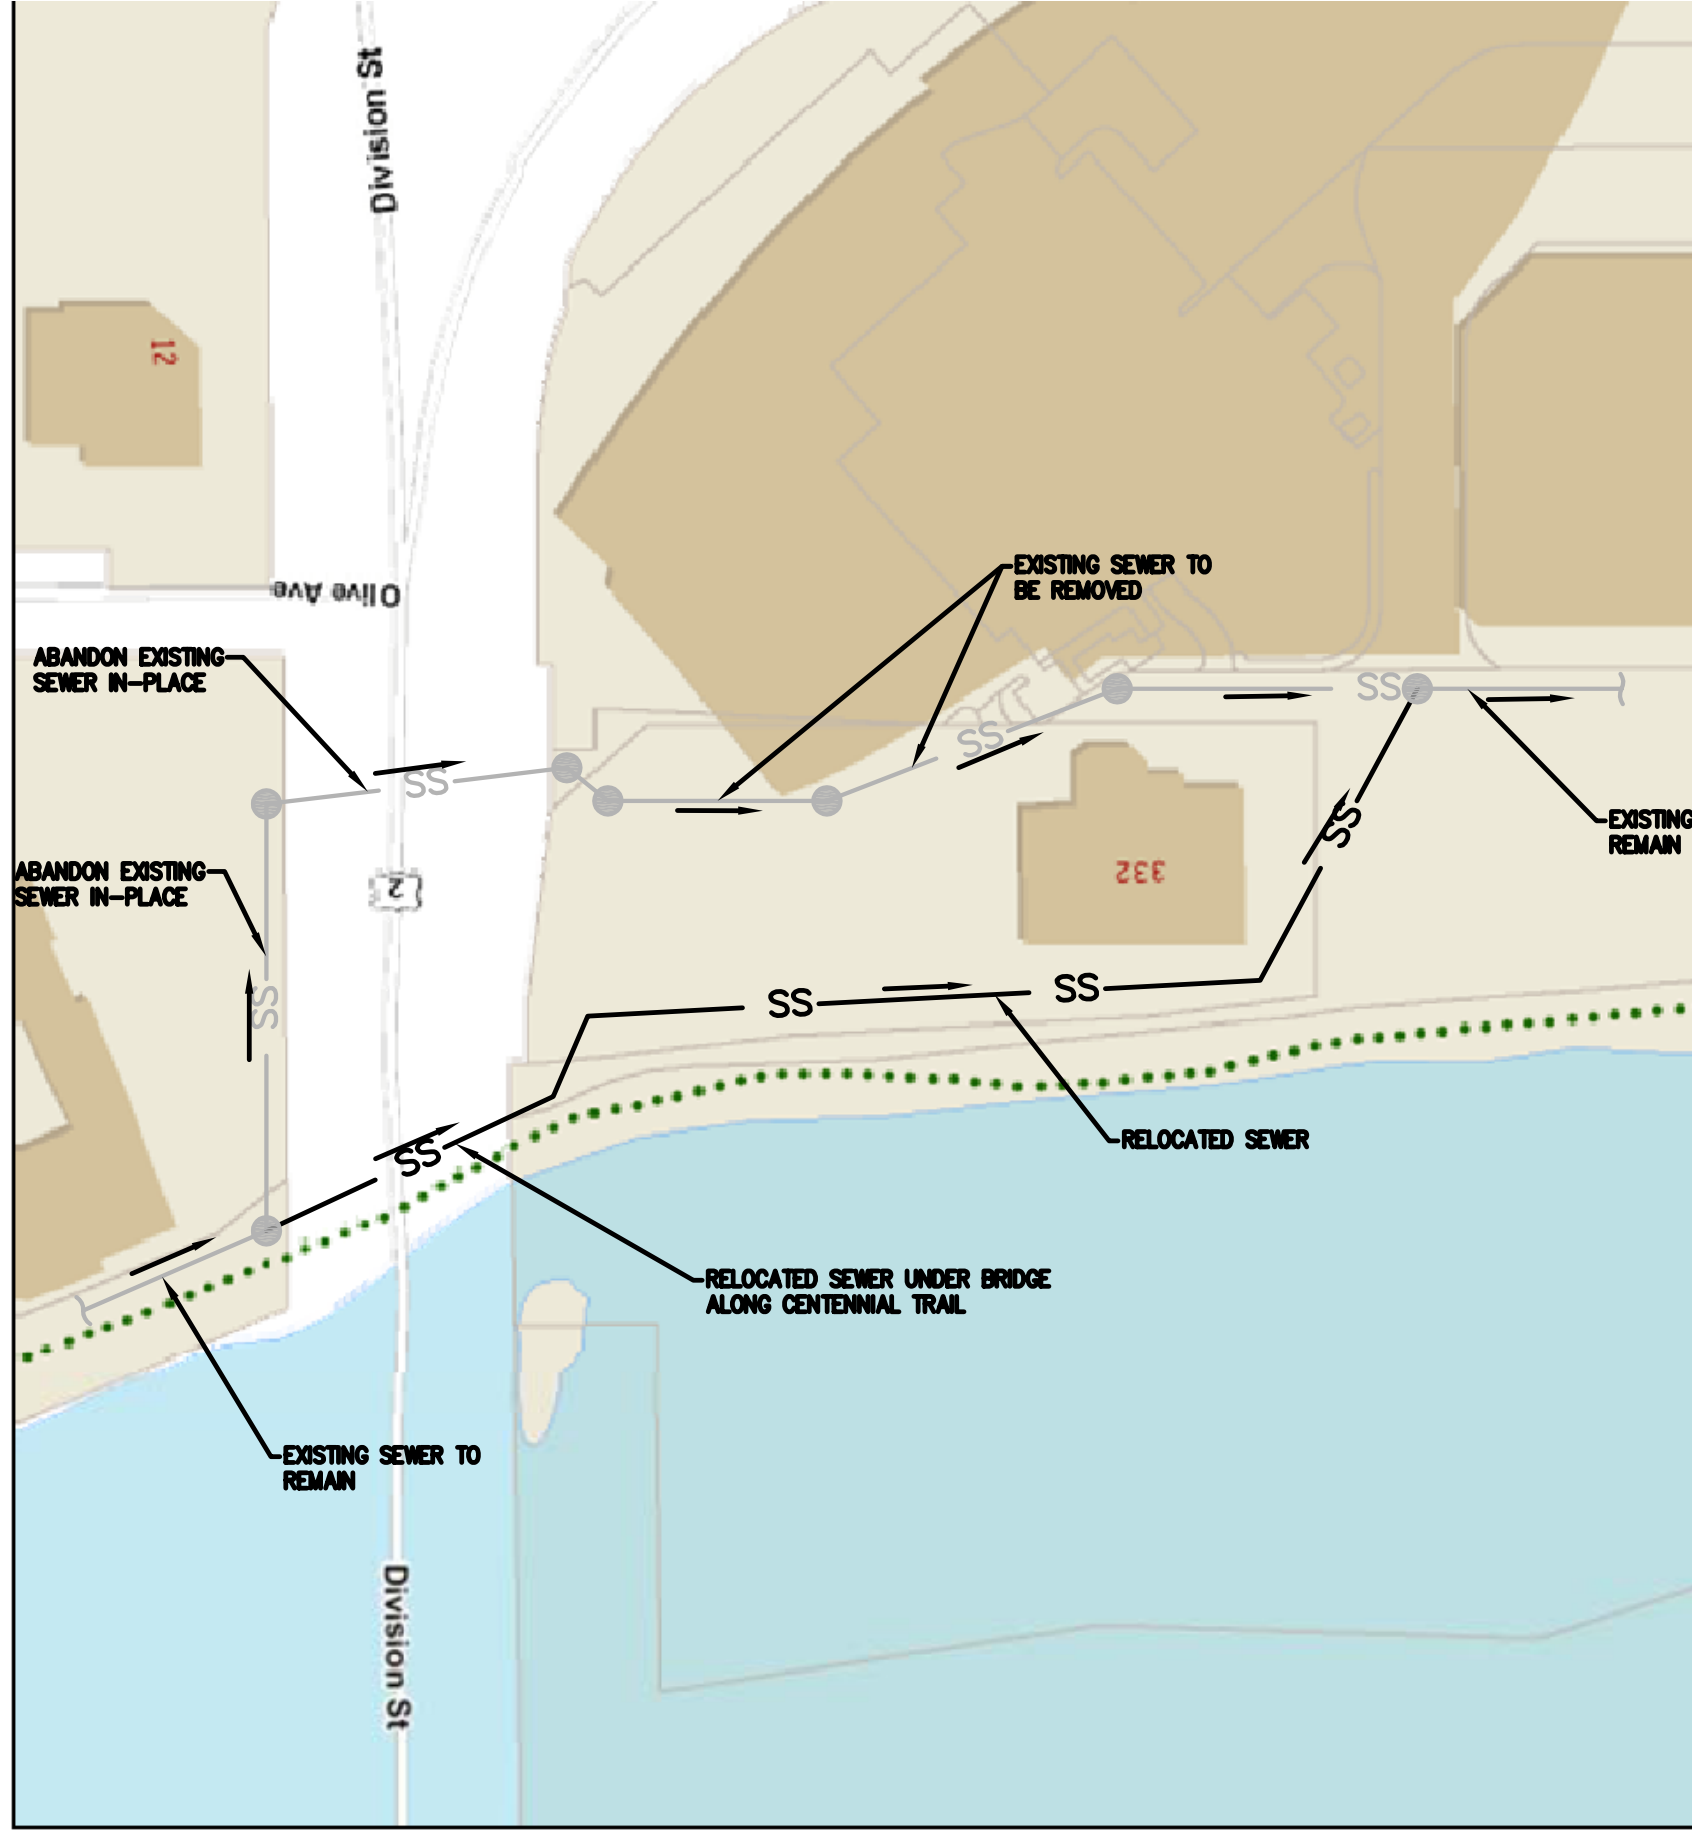 Division St
12
EXISTING SEWER TO
BE REMOVED
Olive Ave
ABANDON EXISTING
SEWER IN-PLACE
SS
SS
SS
EXISTING
REMAIN
SS
ABANDON EXISTING
SEWER IN-PLACE
332
2
SS
SS
SS
RELOCATED SEWER
SS
RELOCATED SEWER UNDER BRIDGE
ALONG CENTENNIAL TRAIL
EXISTING SEWER TO
REMAIN
Division St